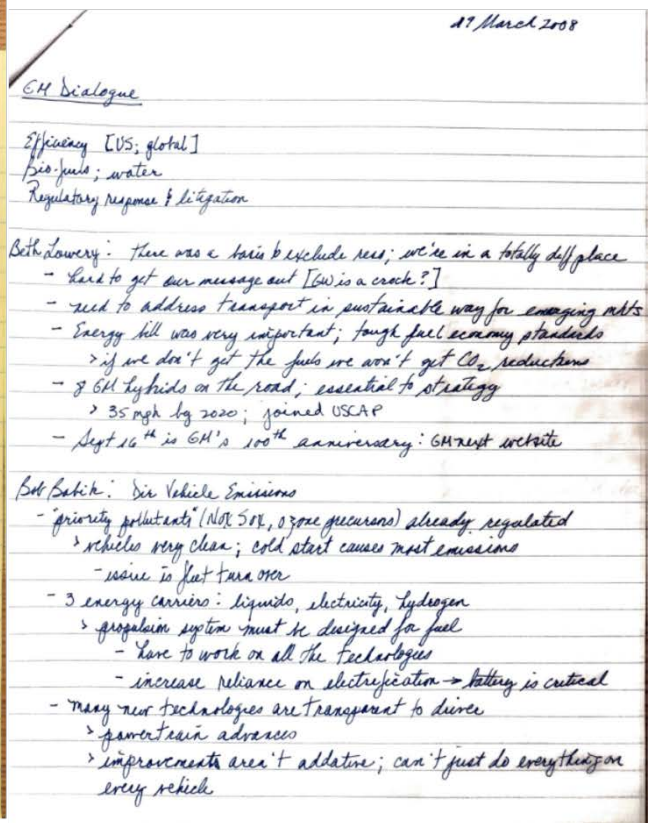 19 March 2008
GM Dialogue
Efficiency [US; global]
Bio-fuels; water
Regulatory response & litigation
Beth Lowery: there was a basis b exclude ; we're in a totally diff place
- hard to get our message out [GW is a crock?]
- need to address transport in sustainable way for emerging mkts
- Energy bill was very important; tough fuel economy standards
> if we don't get the fuels we won't get CO₂ reductions
- 8 GM hybrids on the road; essential to strategy
> 35 mph by 2020; joined USCAP
- Sept 16th is GM's 100th anniversary: GMnext website
Bob Babik: Dir Vehicle Emissions
- "priority pollutants" (NOX SOX, ozone precursors) already regulated
> vehicles very clean; cold start causes most emissions
- issue is fleet turn over
- 3 energy carriers: liquids, electricity, hydrogen
> propulsion system must be designed for fuel
- have to work on all the technologies
- increase reliance on electrification → battery is critical
- many new technologies are transparent to driver
> powertrain advances
> improvements aren't addative; can't just do everything on
every vehicle